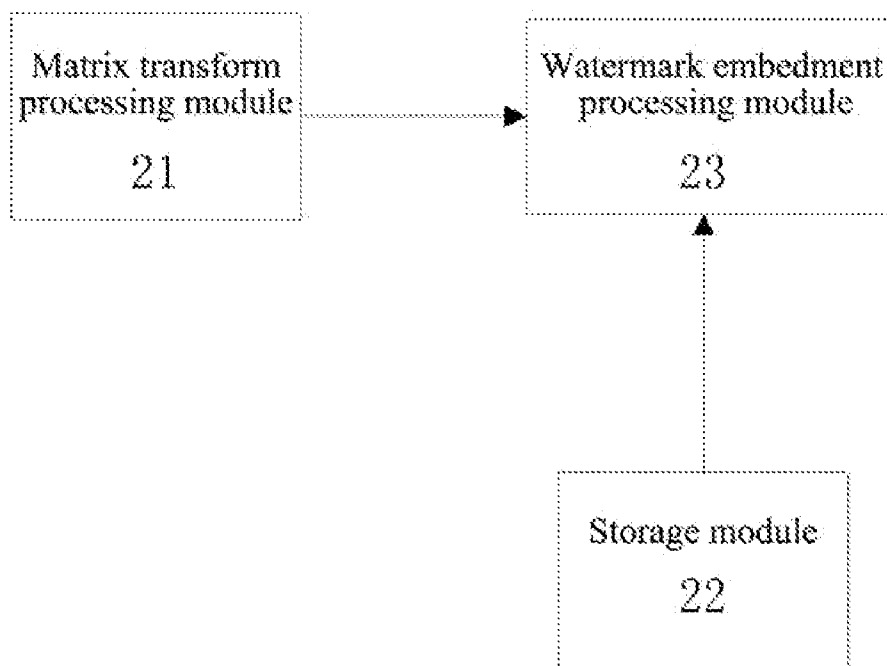 Matrix transform
processing module
21
Watermark embedment
processing module
23
Storage module
22